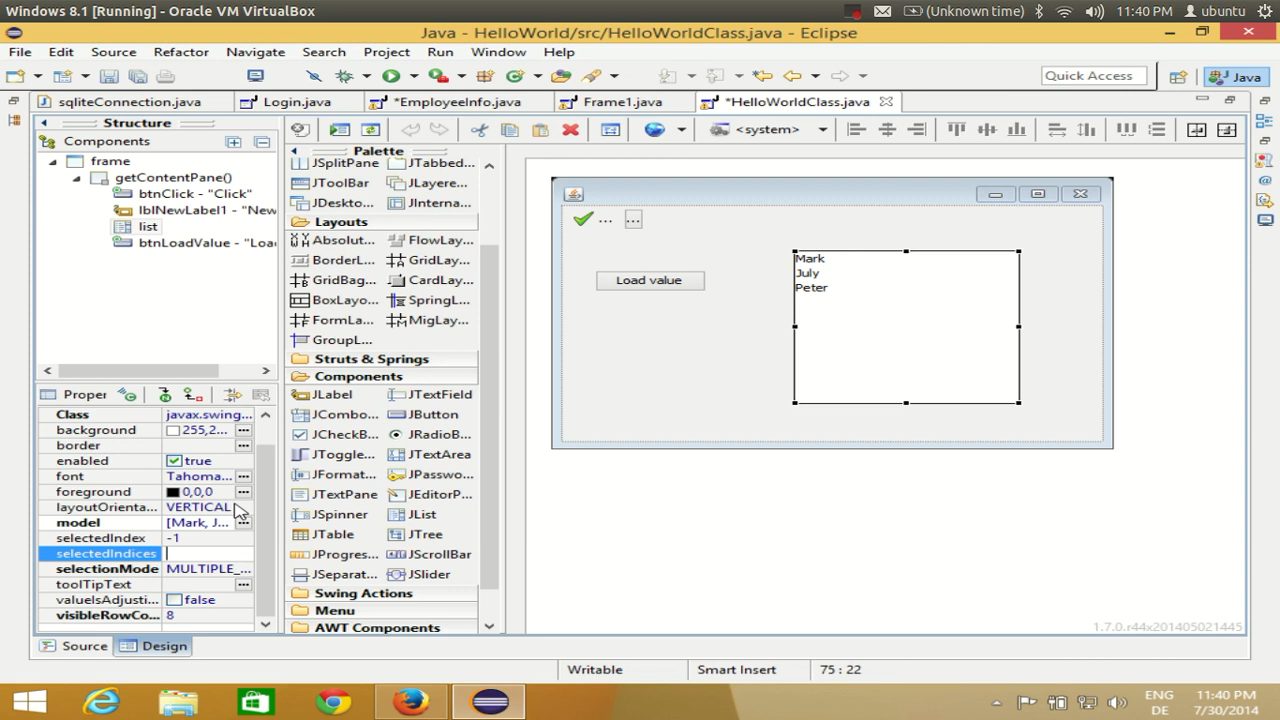 Windows 8.1 [Running] - Oracle VM VirtualBox
(Unknown time) 11:40 PM ubuntu
Java - HelloWorld/src/HelloWorldClass.java - Eclipse
File Edit Source Refactor Navigate Search Project Run Window Help
Quick Access Java
sqliteConnection.java Login.java *EmployeeInfo.java Frame1.java *HelloWorldClass.java
Structure
Components
frame
getContentPane()
btnClick - "Click"
lblNewLabel1 - "New
list
btnLoadValue - "Loa
<system>
Palette
JSplitPane JTabbed...
JToolBar JLayere...
JDeskto... JInterna...
Layouts
Absolut... FlowLay...
BorderL... GridLay...
GridBag... CardLay...
BoxLayo... SpringL...
FormLa... MigLay...
GroupL...
Struts & Springs
Components
JLabel JTextField
JCombo... JButton
JCheckB... JRadioB...
JToggle... JTextArea
JFormat... JPasswo...
JTextPane JEditorP...
JSpinner JList
JTable JTree
JProgres... JScrollBar
JSeparat... JSlider
Swing Actions
Menu
AWT Components
Proper
Class javax.swing...
background 255,2... ...
border ...
enabled true
font Tahoma... ...
foreground 0,0,0 ...
layoutOrienta... VERTICAL
model [Mark, J... ...
selectedIndex -1
selectedIndices
selectionMode MULTIPLE_...
toolTipText ...
valueIsAdjusti... false
visibleRowCo... 8
... ...
Load value
Mark
July
Peter
1.7.0.r44x201405021445
Source Design
Writable Smart Insert 75 : 22
ENG 11:40 PM
DE 7/30/2014